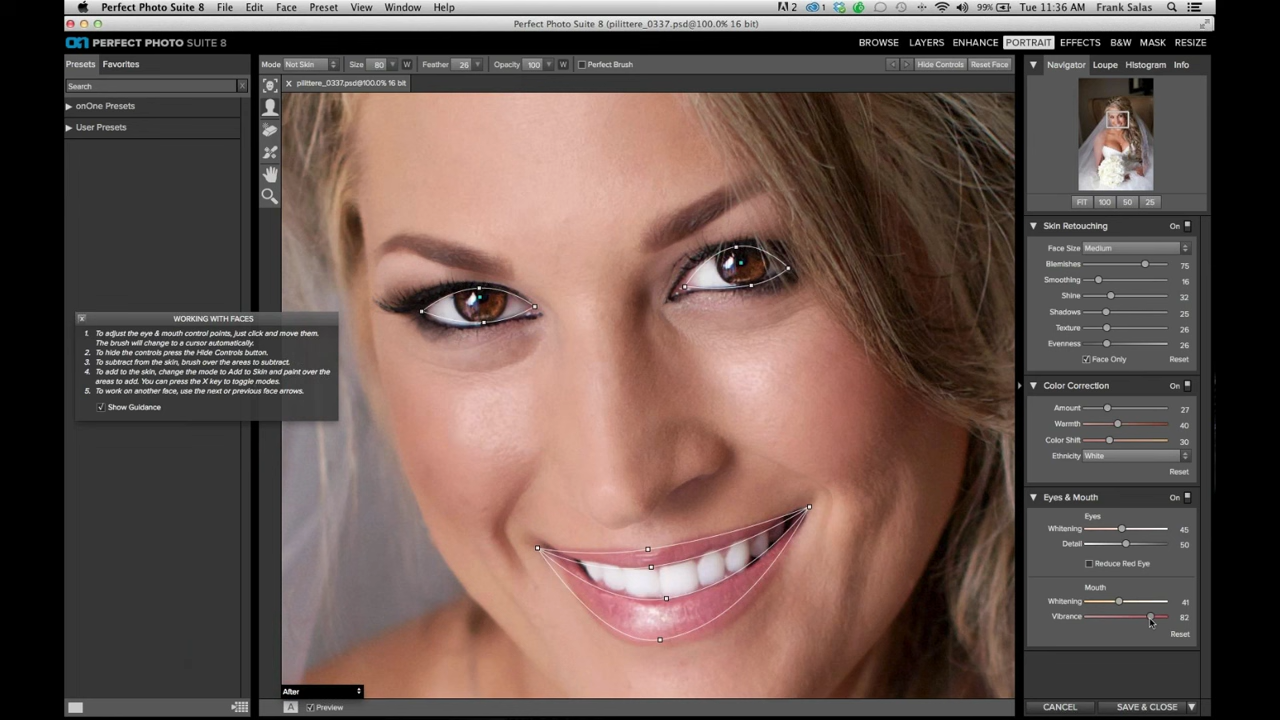 Perfect Photo Suite 8 File Edit Face Preset View Window Help 2 1 99% Tue 11:36 AM Frank Salas
pilittere_0337.psd@100.0% 16 bit)
on PERFECT PHOTO SUITE 8 BROWSE LAYERS ENHANCE PORTRAIT EFFECTS B&W MASK RESIZE
Presets Favorites Mode Not Skin Size 80 W Feather 26 Opacity 100 W Perfect Brush Hide Controls Reset Face
Navigator Loupe Histogram Info
Search
pilittere_0337.psd@100.0% 16 bit
onOne Presets
User Presets
FIT 100 50 25
Skin Retouching On
Face Size Medium
Blemishes 75
Smoothing 16
Shine 32
Shadows 25
Texture 26
Evenness 26
Face Only Reset
WORKING WITH FACES
1. To adjust the eye & mouth control points, just click and move them.
The brush will change to a cursor automatically.
2. To hide the controls press the Hide Controls button.
3. To subtract from the skin, brush over the areas to subtract.
4. To add to the skin, change the mode to Add to Skin and paint over the
areas to add. You can press the X key to toggle modes.
5. To work on another face, use the next or previous face arrows.
Show Guidance
Color Correction On
Amount 27
Warmth 40
Color Shift 30
Ethnicity White
Reset
Eyes & Mouth On
Eyes
Whitening 45
Detail 50
Reduce Red Eye
Mouth
Whitening 41
Vibrance 82
Reset
After
A Preview
CANCEL SAVE & CLOSE